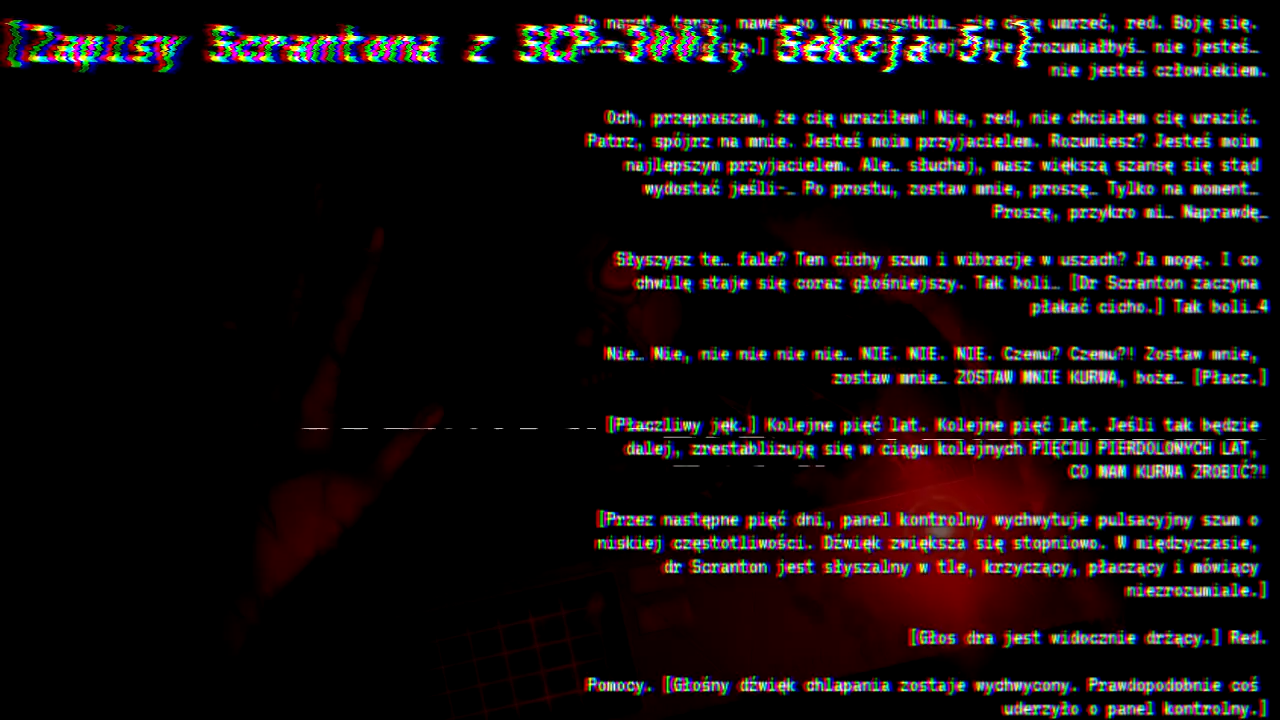 [Zapisy Scrantona z SCP-3001, Sekcja 5.]
Po nawet, teraz, nawet po tym wszystkim… nie chcę umrzeć, red. Boję się.
się.] nie zrozumiałbyś… nie jesteś…
nie jesteś człowiekiem.
Och, przepraszam, że cię uraziłem! Nie, red, nie chciałem cię urazić.
Patrz, spójrz na mnie. Jesteś moim przyjacielem. Rozumiesz? Jesteś moim
najlepszym przyjacielem. Ale… słuchaj, masz większą szansę się stąd
wydostać jeśli-… Po prostu, zostaw mnie, proszę… Tylko na moment…
Proszę, przykro mi… Naprawdę…
Słyszysz te… fale? Ten cichy szum i wibracje w uszach? Ja mogę. I co
chwilę staje się coraz głośniejszy. Tak boli… [Dr Scranton zaczyna
płakać cicho.] Tak boli…4
Nie… Nie, nie nie nie nie… NIE. NIE. NIE. Czemu? Czemu?! Zostaw mnie,
zostaw mnie… ZOSTAW MNIE KURWA, boże… [Płacz.]
[Płaczliwy jęk.] Kolejne pięć lat. Kolejne pięć lat. Jeśli tak będzie
dalej, zrestabilizuję się w ciągu kolejnych PIĘCIU PIERDOLONYCH LAT,
CO MAM KURWA ZROBIĆ?!
[Przez następne pięć dni, panel kontrolny wychwytuje pulsacyjny szum o
niskiej częstotliwości. Dźwięk zwiększa się stopniowo. W międzyczasie,
dr Scranton jest słyszalny w tle, krzyczący, płaczący i mówiący
niezrozumiale.]
[Głos dra jest widocznie drżący.] Red.
Pomocy. [Głośny dźwięk chlapania zostaje wychwycony. Prawdopodobnie coś
uderzyło o panel kontrolny.]